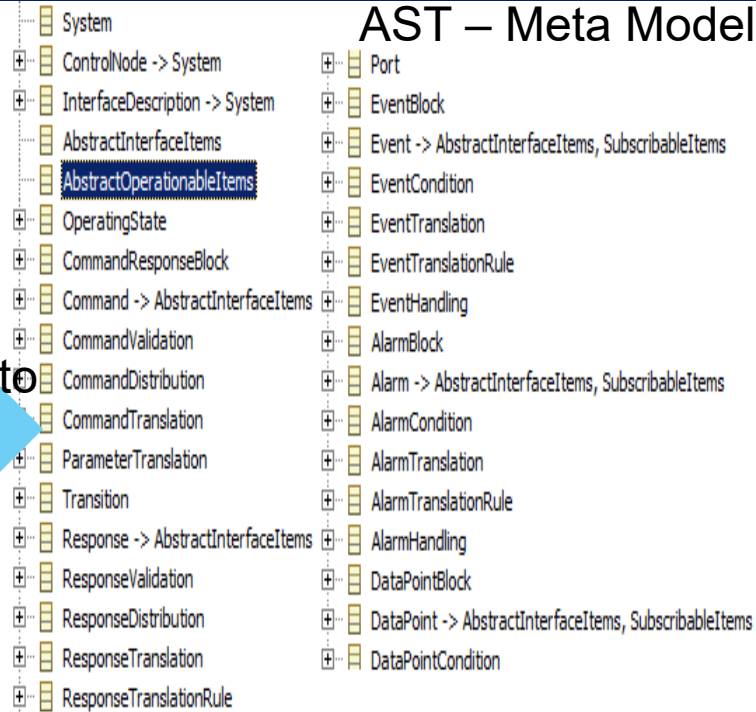 AST – Meta Model
System
ControlNode -> System
InterfaceDescription -> System
AbstractInterfaceItems
AbstractOperationableItems
OperatingState
CommandResponseBlock
Command -> AbstractInterfaceItems
CommandValidation
to
CommandDistribution
CommandTranslation
ParameterTranslation
Transition
Response -> AbstractInterfaceItems
ResponseValidation
ResponseDistribution
ResponseTranslation
ResponseTranslationRule
Port
EventBlock
Event -> AbstractInterfaceItems, SubscribableItems
EventCondition
EventTranslation
EventTranslationRule
EventHandling
AlarmBlock
Alarm -> AbstractInterfaceItems, SubscribableItems
AlarmCondition
AlarmTranslation
AlarmTranslationRule
AlarmHandling
DataPointBlock
DataPoint -> AbstractInterfaceItems, SubscribableItems
DataPointCondition